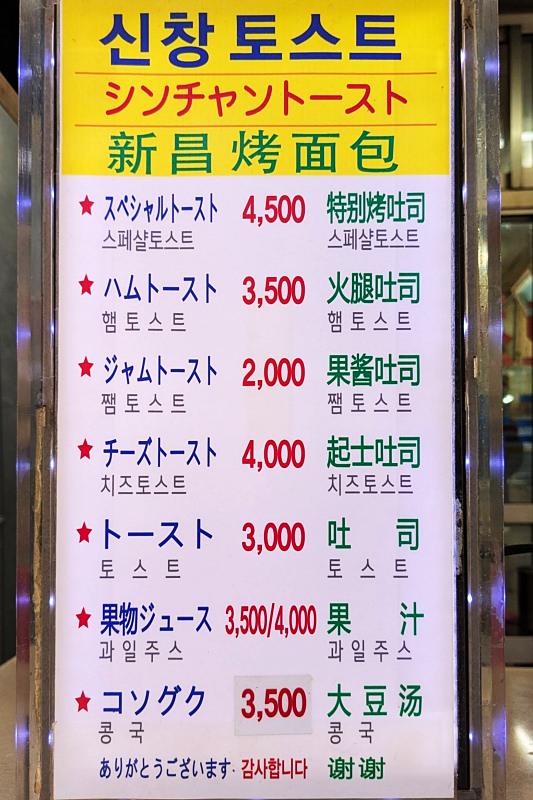 신창 토스트
シンチャントースト
新昌 烤面包
★ スペシャルトースト 4,500 特别烤吐司
스페샬토스트 스페샬토스트
★ ハムトースト 3,500 火腿吐司
햄토스트 햄토스트
★ ジャムトースト 2,000 果酱吐司
쨈토스트 쨈토스트
★ チーズトースト 4,000 起士吐司
치즈토스트 치즈토스트
★ トースト 3,000 吐司
토스트 토스트
★ 果物ジュース 3,500/4,000 果汁
과일주스 과일주스
★ コソグク 3,500 大豆汤
콩국 콩국
ありがとうございます· 감사합니다 谢谢